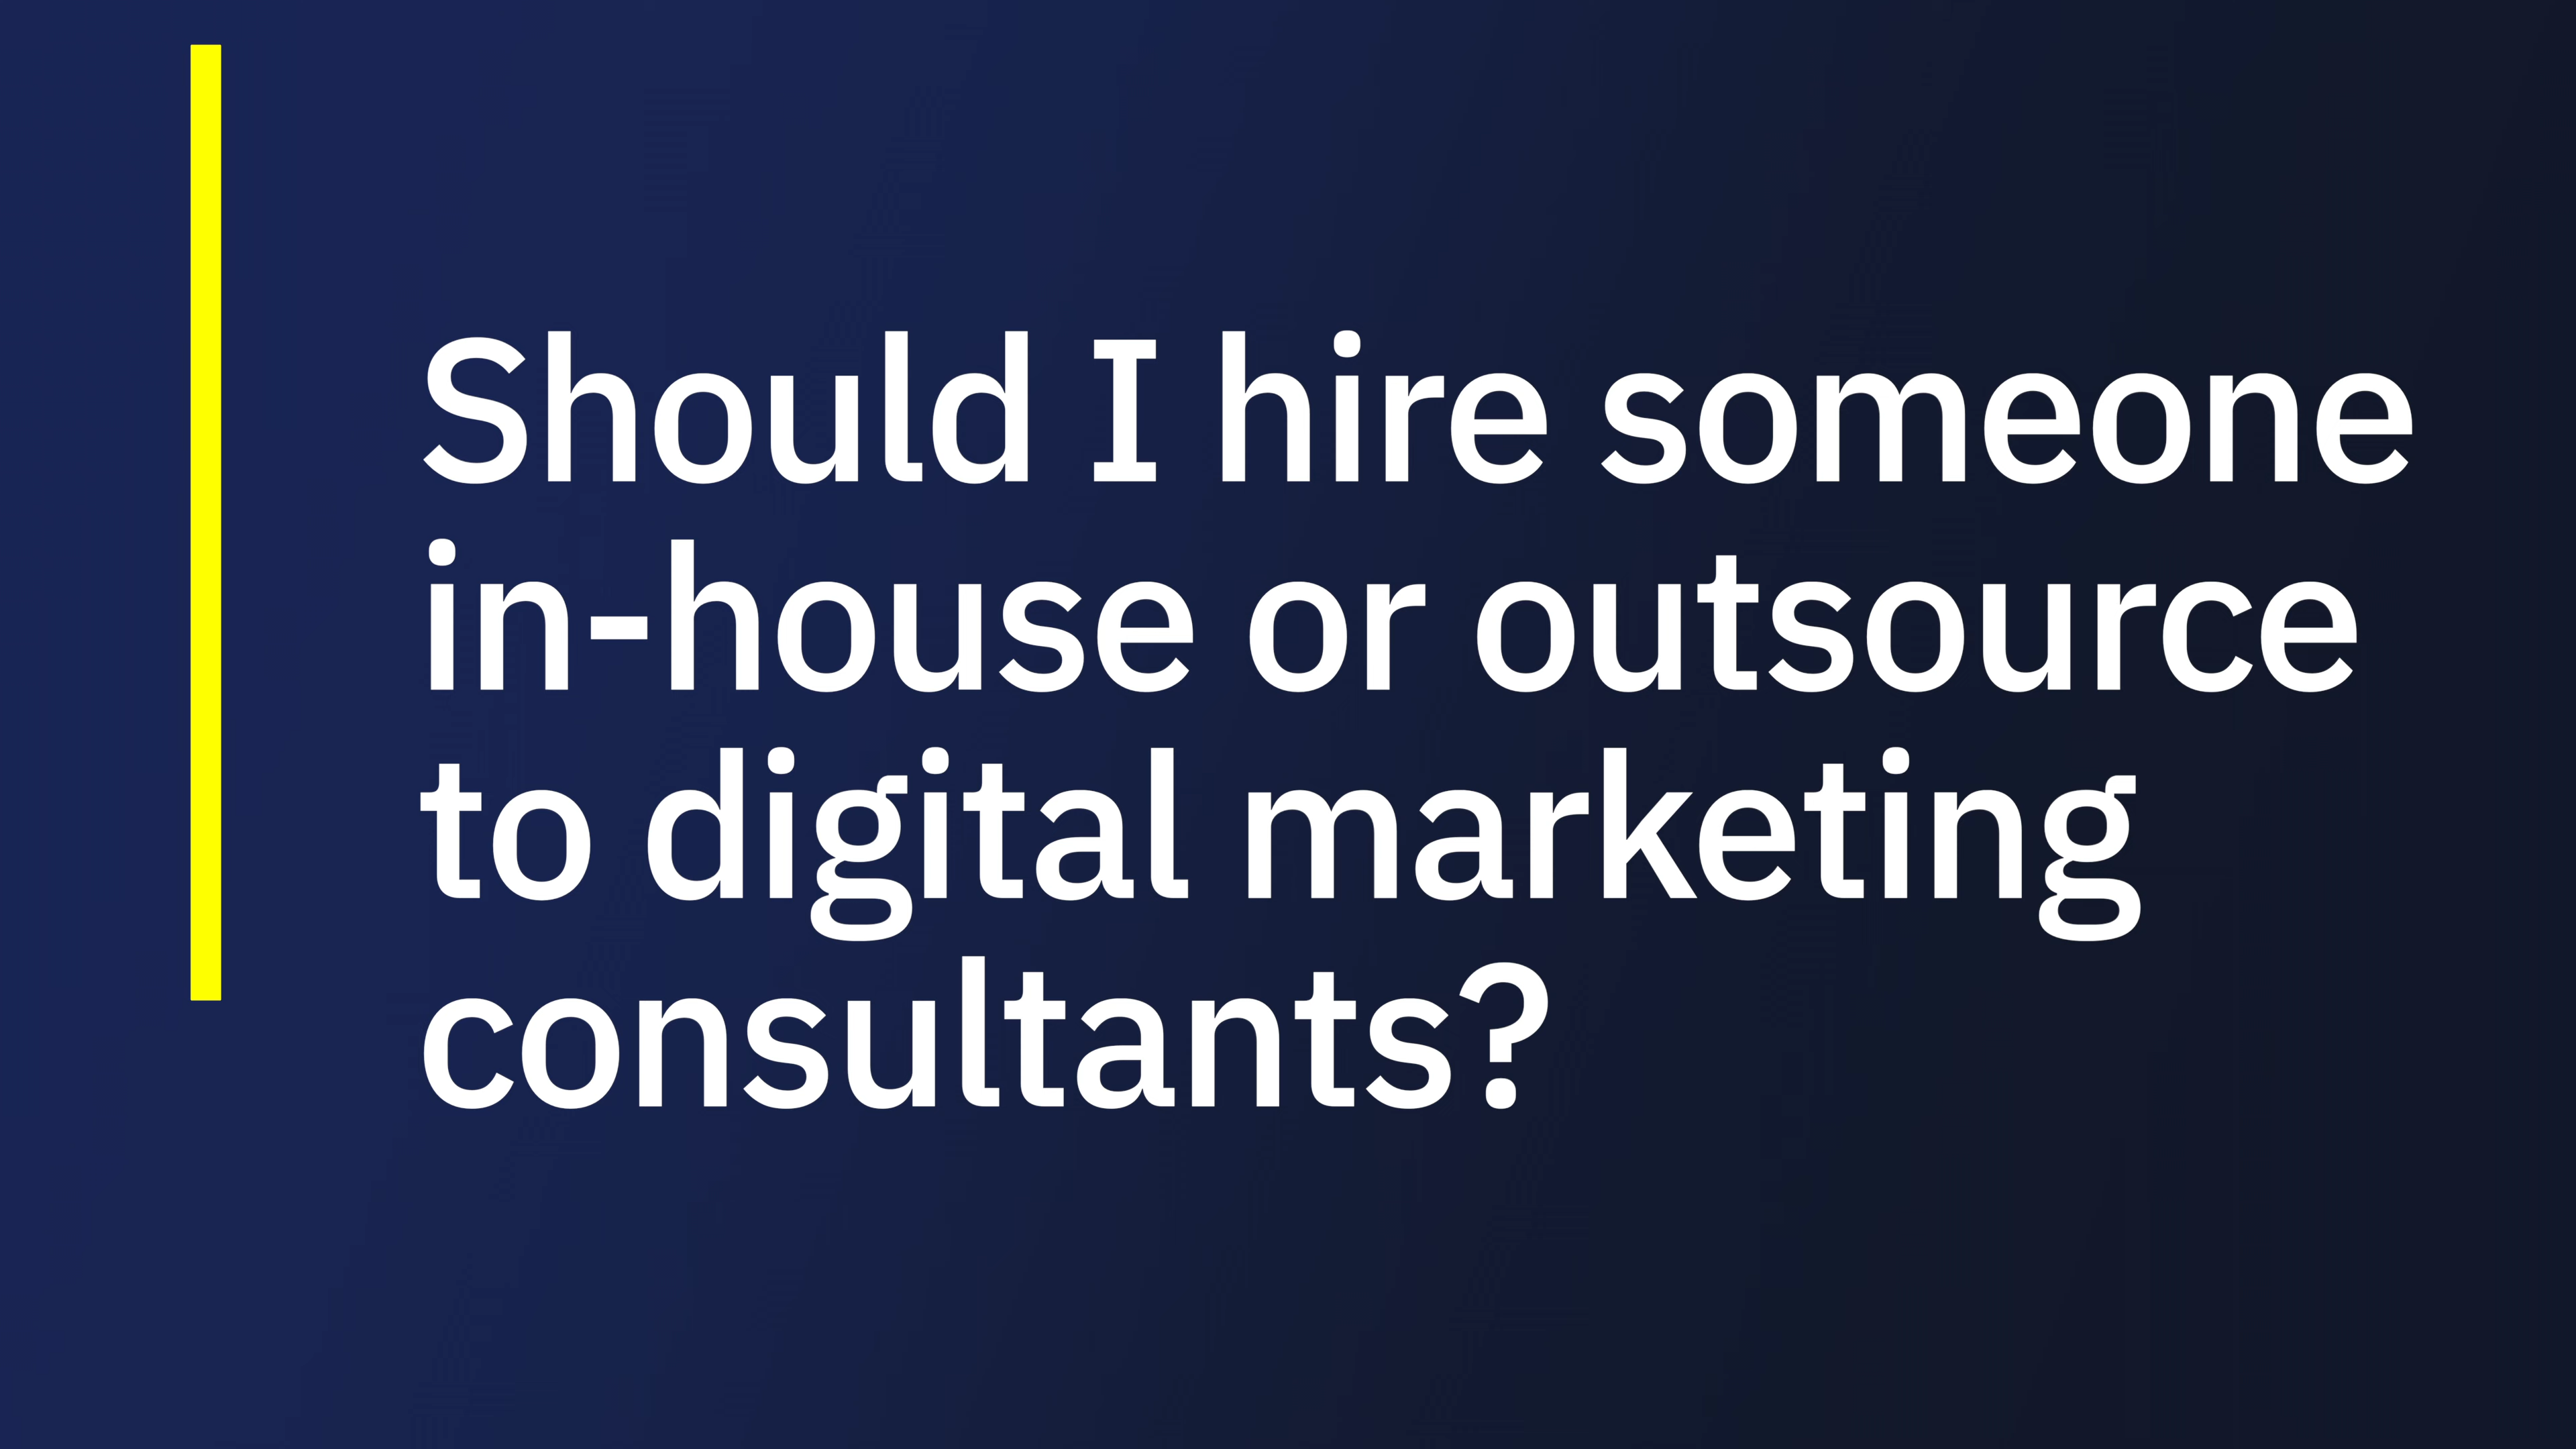 Should I hire someone
in-house or outsource
to digital marketing
consultants?